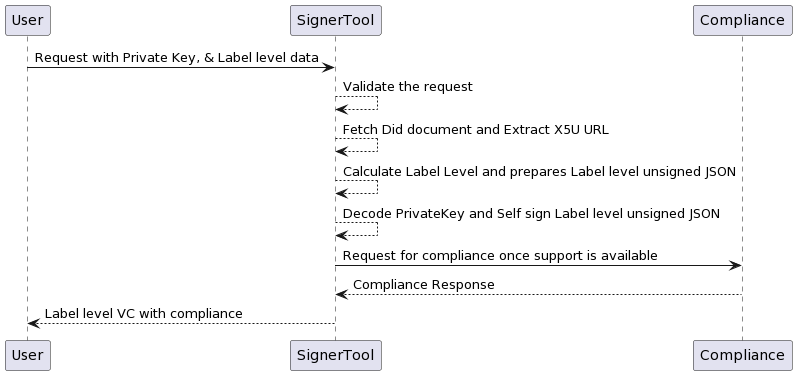 User
SignerTool
Compliance
Request with Private Key, & Label level data
Validate the request
Fetch Did document and Extract X5U URL
Calculate Label Level and prepares Label level unsigned JSON
Decode PrivateKey and Self sign Label level unsigned JSON
Request for compliance once support is available
Compliance Response
Label level VC with compliance
User
SignerTool
Compliance